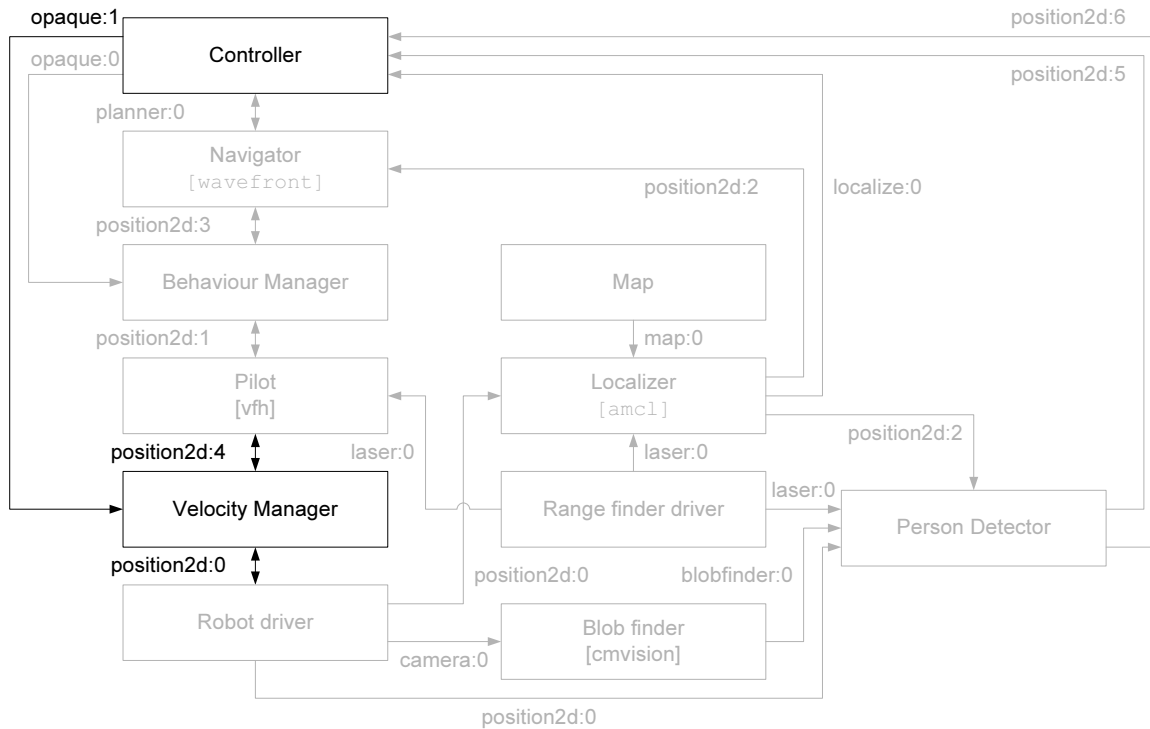 opaque:1
position2d:6
Controller
opaque:0
position2d:5
planner:0
Navigator
[wavefront]
position2d:2
localize:0
position2d:3
Behaviour Manager
Map
position2d:1
map:0
Pilot
[vfh]
Localizer
[amcl]
position2d:4
laser:0
laser:0
position2d:2
Velocity Manager
Range finder driver
laser:0
Person Detector
position2d:0
position2d:0
blobfinder:0
Robot driver
Blob finder
[cmvision]
camera:0
position2d:0